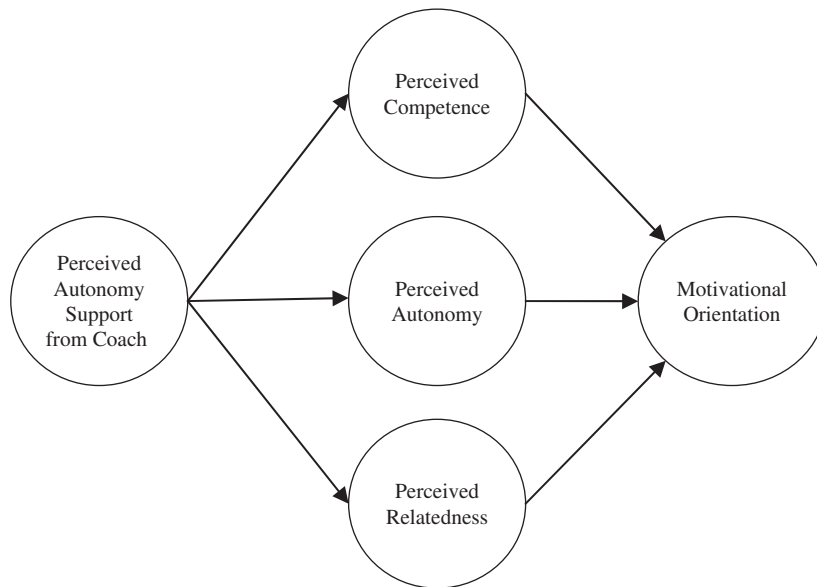 Perceived
Competence
Perceived
Autonomy
Support
from Coach
Perceived
Autonomy
Motivational
Orientation
Perceived
Relatedness